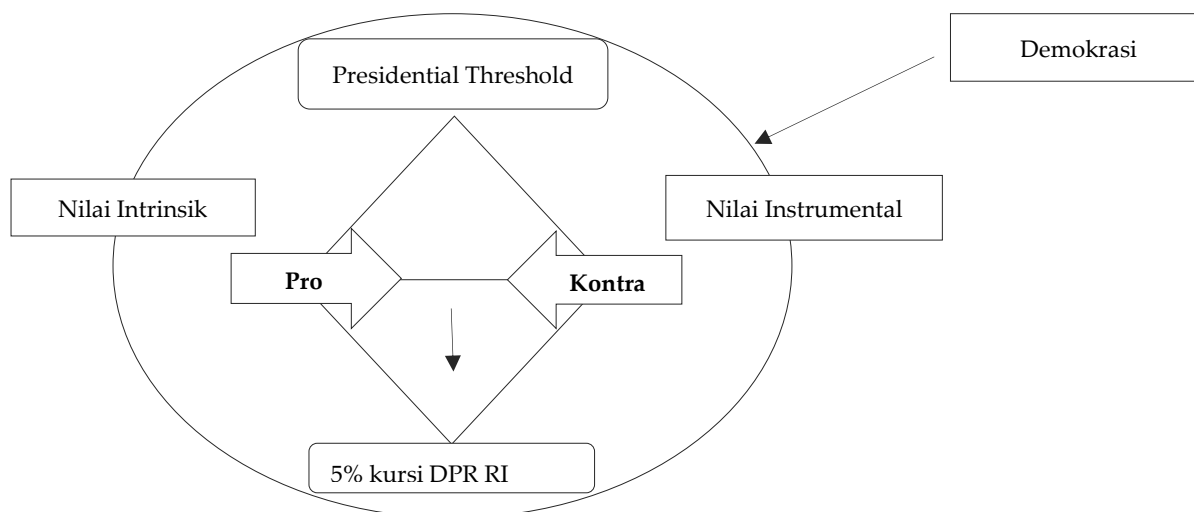 Demokrasi
Presidential Threshold
Nilai Intrinsik
Nilai Instrumental
Pro
Kontra
5% kursi DPR RI